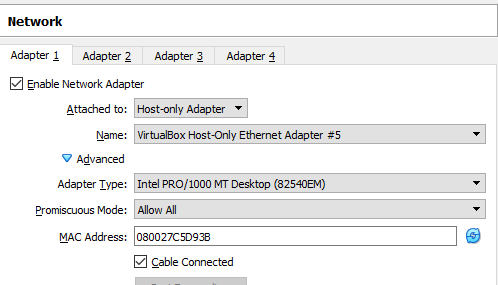 Network
Adapter 1 Adapter 2 Adapter 3 Adapter 4
Enable Network Adapter
Attached to: Host-only Adapter
Name: VirtualBox Host-Only Ethernet Adapter #5
Advanced
Adapter Type: Intel PRO/1000 MT Desktop (82540EM)
Promiscuous Mode: Allow All
MAC Address: 080027C5D93B
Cable Connected